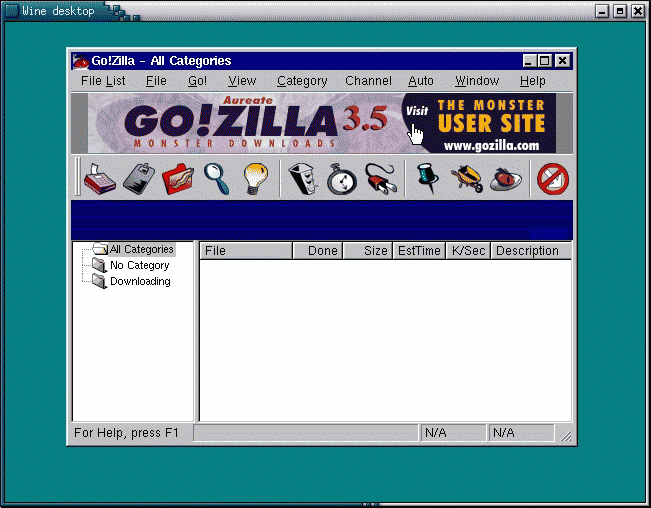 Wine desktop
Go!Zilla - All Categories
File List File Go! View Category Channel Auto Window Help
Aureate
GO!ZILLA 3.5
MONSTER DOWNLOADS
Visit THE MONSTER
USER SITE
www.gozilla.com
All Categories
No Category
Downloading
File Done Size EstTime K/Sec Description
For Help, press F1 N/A N/A